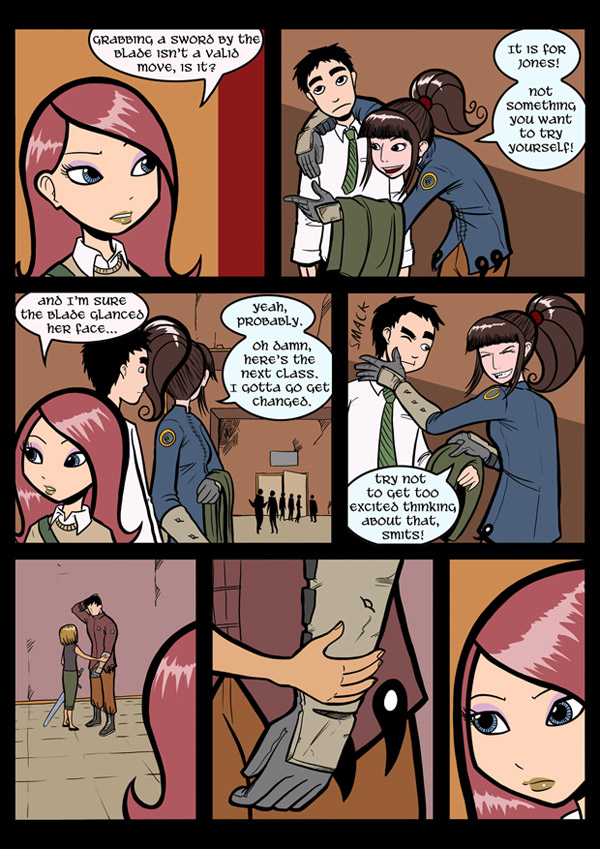 Grabbing a sword by the
blade isn't a valid
move, is it?
It is for
Jones!
Not
something
you want
to try
yourself!
And I'm sure
the blade glanced
her face...
Yeah,
probably.
Oh damn,
here's the
next class.
I gotta go get
changed.
SMACK
Try not
to get too
excited thinking
about that,
Smits!